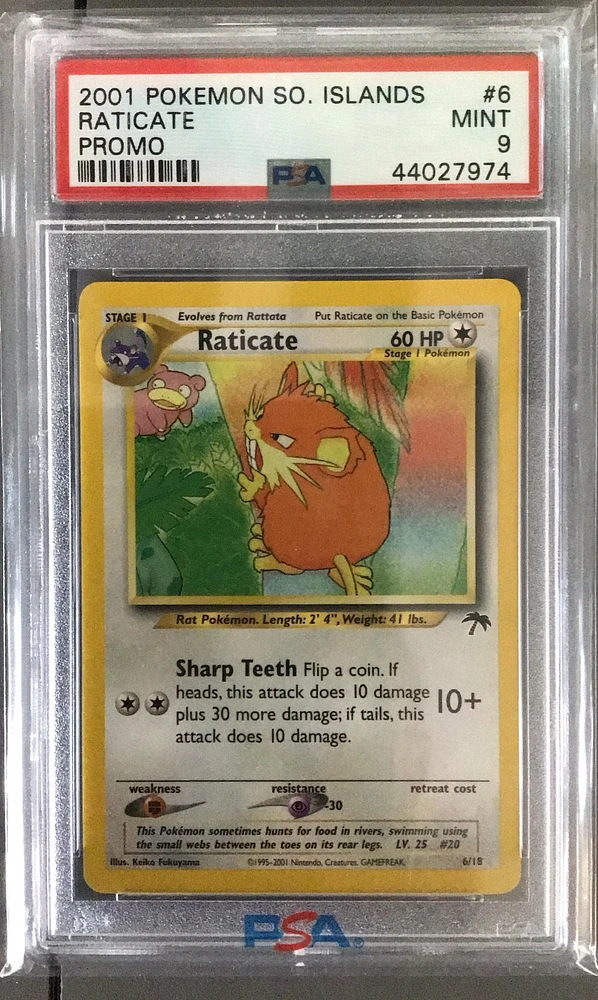 2001 POKEMON SO. ISLANDS #6
RATICATE MINT
PROMO 9
PSA 44027974
STAGE 1 Evolves from Rattata Put Raticate on the Basic Pokémon
Raticate 60 HP
Stage 1 Pokémon
Rat Pokémon. Length: 2' 4", Weight: 41 lbs.
Sharp Teeth Flip a coin. If
heads, this attack does 10 damage 10+
plus 30 more damage; if tails, this
attack does 10 damage.
weakness resistance retreat cost
-30
This Pokémon sometimes hunts for food in rivers, swimming using
the small webs between the toes on its rear legs. LV. 25 #20
Illus. Keiko Fukuyama ©1995-2001 Nintendo, Creatures, GAMEFREAK. 6/18
PSA®